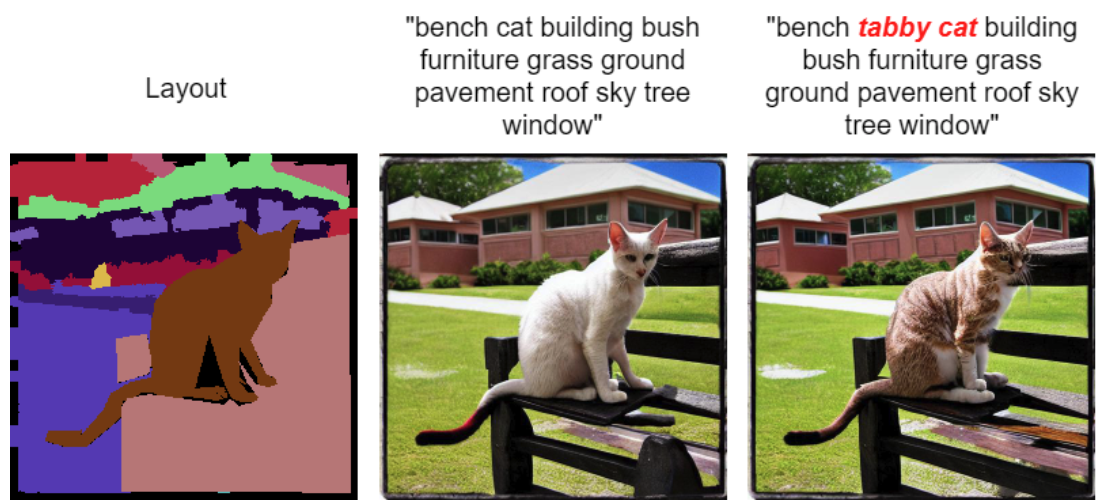 Layout
"bench cat building bush
furniture grass ground
pavement roof sky tree
window"
"bench tabby cat building
bush furniture grass
ground pavement roof sky
tree window"